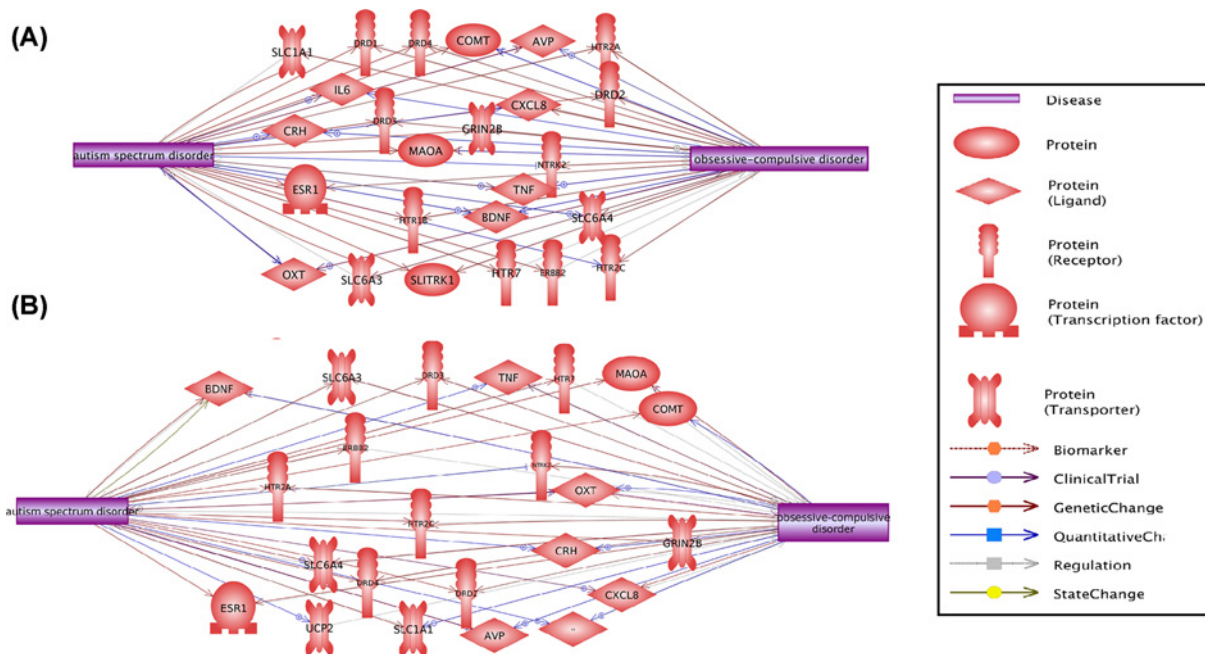 (A)
SLC1A1
DRD1
DRD4
COMT
AVP
HTR2A
IL6
DRD3
CXCL8
DRD2
CRH
GRIN2B
autism spectrum disorder
MAOA
NTRK2
obsessive-compulsive disorder
ESR1
TNF
HTR1B
BDNF
SLC6A4
OXT
SLC6A3
SLITRK1
HTR7
ERBB2
HTR2C
(B)
BDNF
SLC6A3
DRD3
TNF
HTR7
MAOA
COMT
ERBB2
NTRK2
HTR2A
OXT
autism spectrum disorder
HTR2C
obsessive-compulsive
disorder
GRIN2B
CRH
SLC6A4
DRD4
DRD2
CXCL8
ESR1
UCP2
SLC1A1
AVP
Disease
Protein
Protein
(Ligand)
Protein
(Receptor)
Protein
(Transcription factor)
Protein
(Transporter)
Biomarker
ClinicalTrial
GeneticChange
QuantitativeCha
Regulation
StateChange